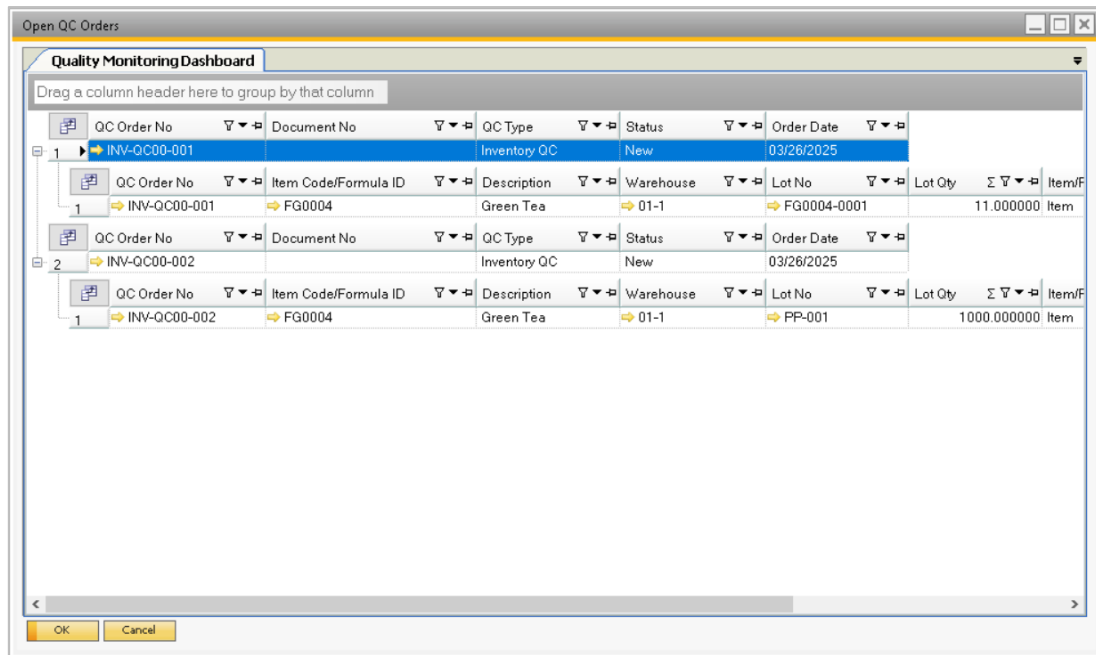 Open QC Orders
Quality Monitoring Dashboard
Drag a column header here to group by that column
QC Order No Document No QC Type Status Order Date
1 INV-QC00-001 Inventory QC New 03/26/2025
QC Order No Item Code/Formula ID Description Warehouse Lot No Lot Qty Σ Item/F
1 INV-QC00-001 FG0004 Green Tea 01-1 FG0004-0001 11.000000 Item
QC Order No Document No QC Type Status Order Date
2 INV-QC00-002 Inventory QC New 03/26/2025
QC Order No Item Code/Formula ID Description Warehouse Lot No Lot Qty Σ Item/F
1 INV-QC00-002 FG0004 Green Tea 01-1 PP-001 1000.000000 Item
OK Cancel